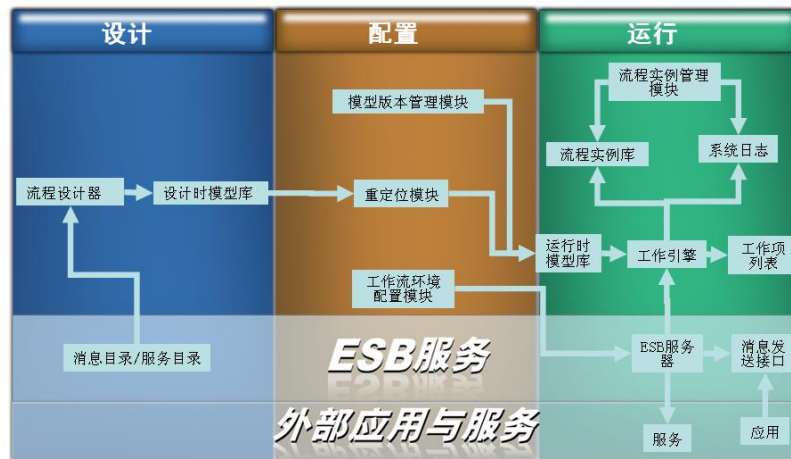 设计
配置
运行
流程实例管理
模块
模型版本管理模块
流程实例库
系统日志
流程设计器
设计时模型库
重定位模块
运行时
模型库
工作引擎
工作项
列表
工作流环境
配置模块
消息目录/服务目录
ESB服务
ESB服务
器
消息发
送接口
外部应用与服务
服务
应用